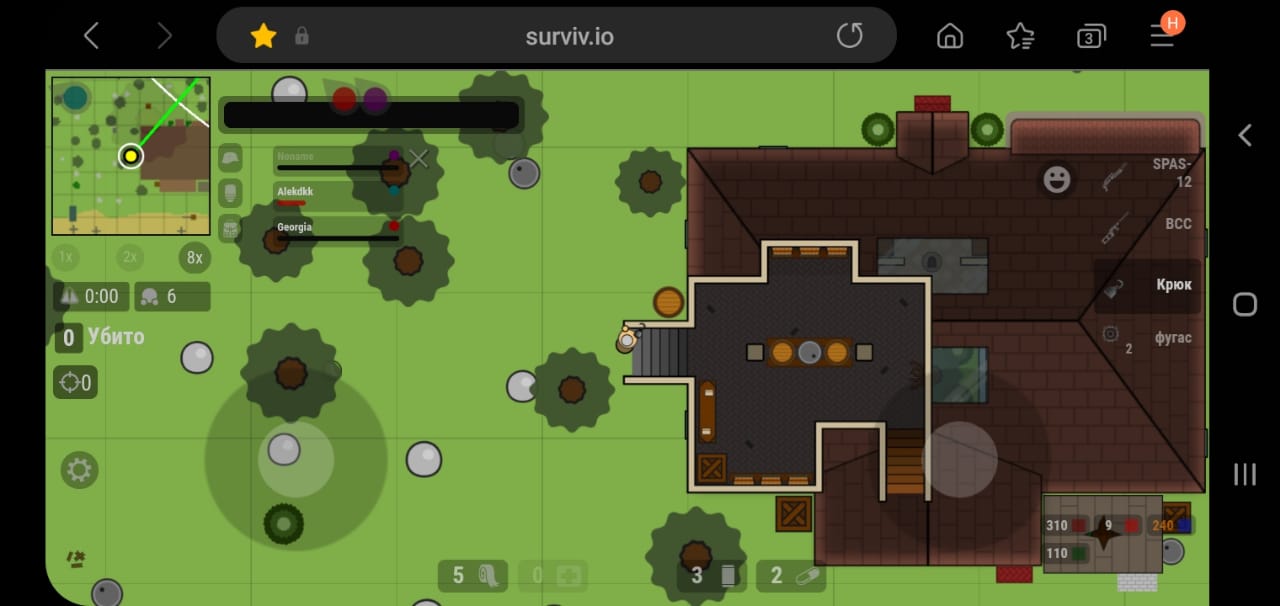 surviv.io
3
H
Noname
Alekdkk
Georgia
1x
2x
8x
0:00
6
0 Убито
0
SPAS-
12
ВСС
Крюк
фугас
2
310
9
240
110
5
0
3
2